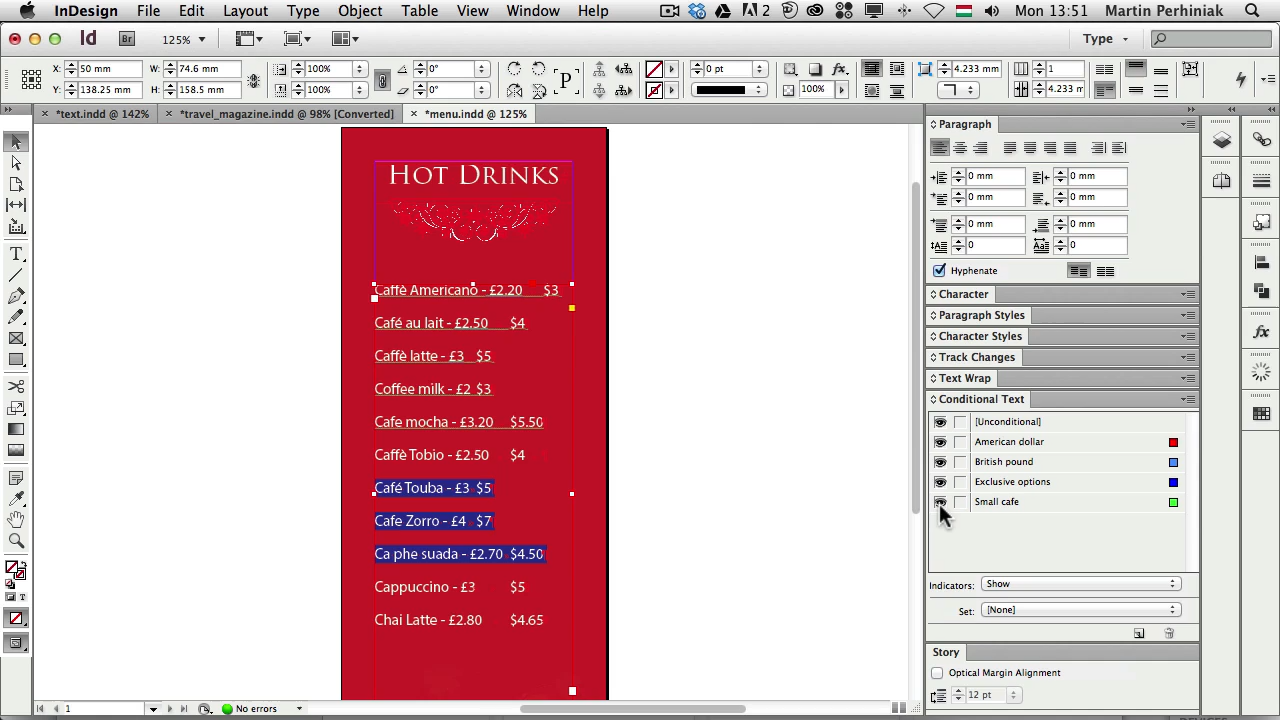 InDesign File Edit Layout Type Object Table View Window Help 2 Mon 13:51 Martin Perhiniak
Id Br 125% Type
X: 50 mm W: 74.6 mm 100% 0° 0 pt 4.233 mm 1
Y: 138.25 mm H: 158.5 mm 100% 0° P fx. 100% 4.233 m
*text.indd @ 142% *travel_magazine.indd @ 98% [Converted] *menu.indd @ 125%
Hot Drinks
Caffè Americano - £2.20 $3
Café au lait - £2.50 $4
Caffè latte - £3 $5
Coffee milk - £2 $3
Cafe mocha - £3.20 $5.50
Caffè Tobio - £2.50 $4
Café Touba - £3 $5
Cafe Zorro - £4 $7
Ca phe suada - £2.70 $4.50
Cappuccino - £3 $5
Chai Latte - £2.80 $4.65
Paragraph
0 mm 0 mm
0 mm 0 mm
0 mm 0 mm
0 0
Hyphenate
Character
Paragraph Styles
Character Styles
Track Changes
Text Wrap
Conditional Text
[Unconditional]
American dollar
British pound
Exclusive options
Small cafe
Indicators: Show
Set: [None]
Story
Optical Margin Alignment
12 pt
fx
T
T
1 No errors